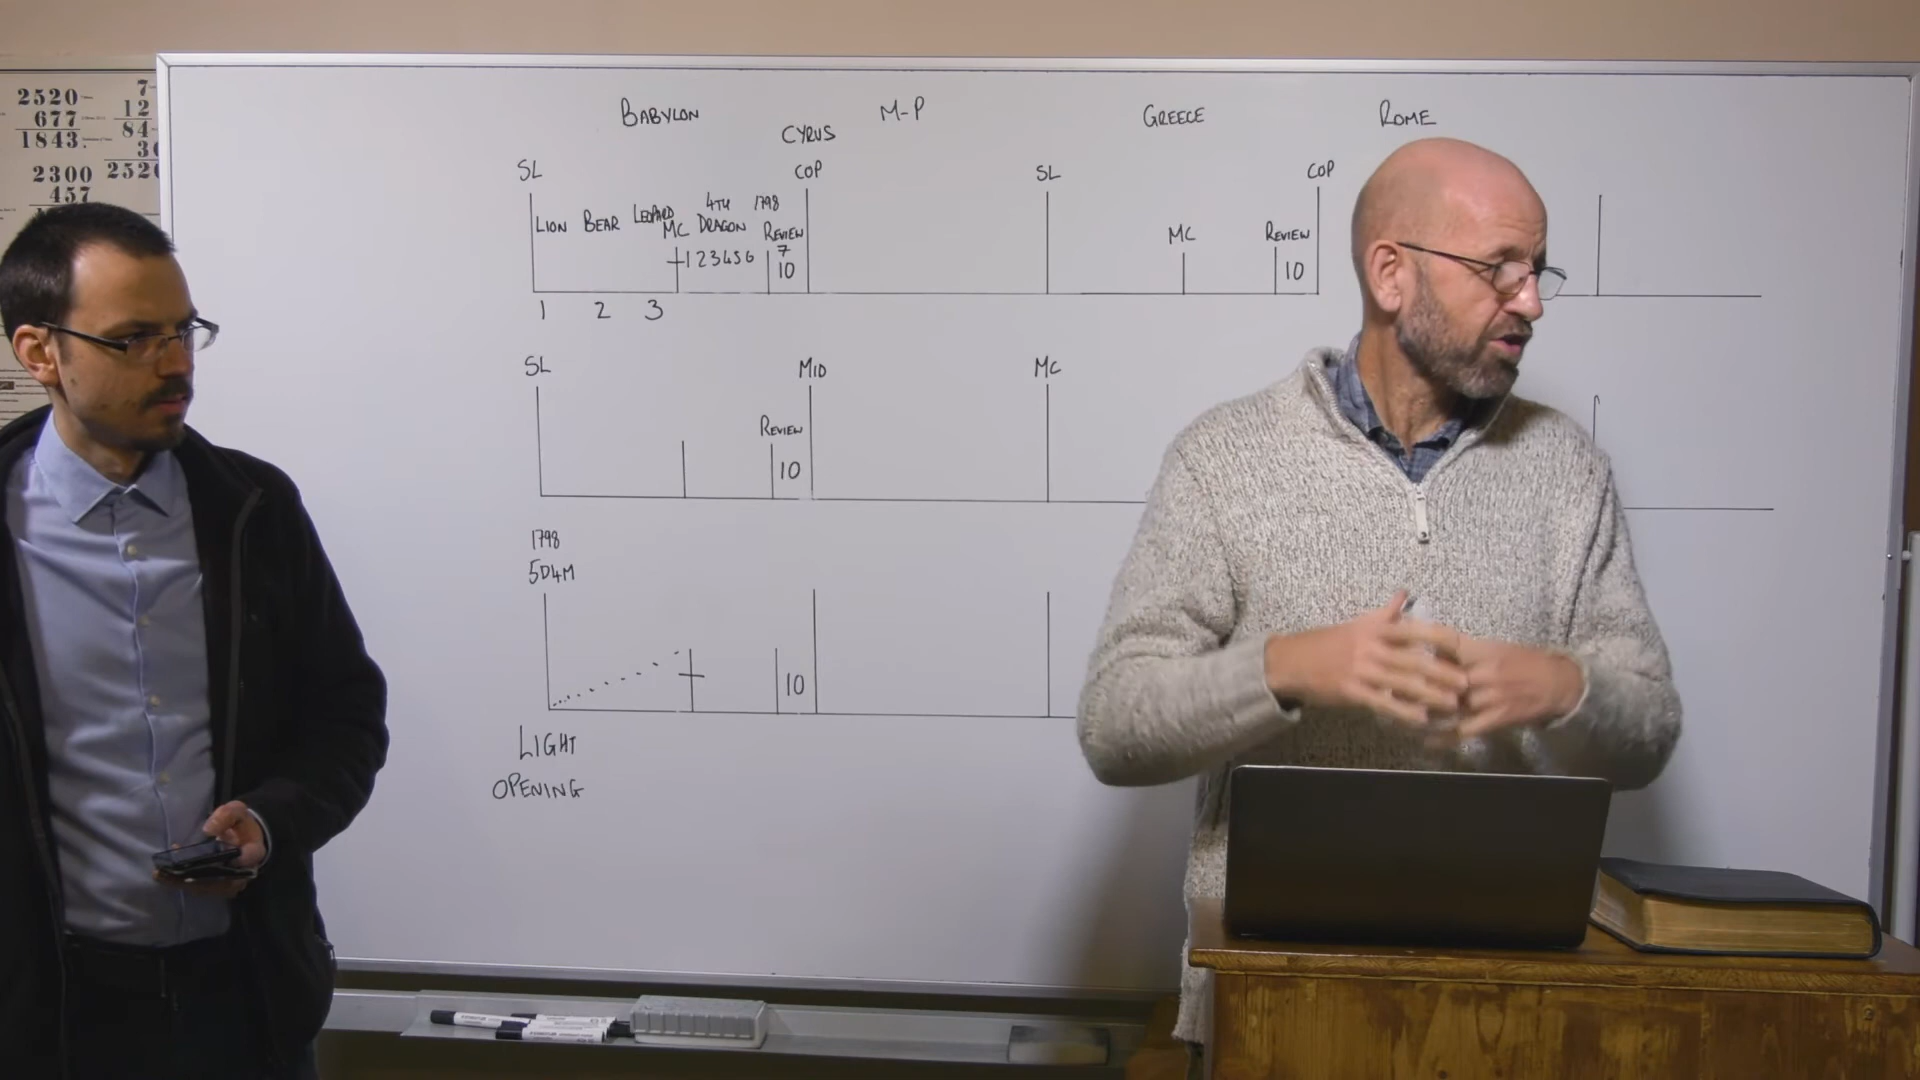 2520
677
1843.
7
12
84
2520
2300
457
BABYLON M-P GREECE ROME
CYRUS
SL COP SL COP
4TH 1798
LION BEAR LEOPARD MC DRAGON REVIEW MC REVIEW
7
1 2 3 4 5 6 10 10
1 2 3
SL MID MC
REVIEW
10
1798
5D4M
10
LIGHT
OPENING